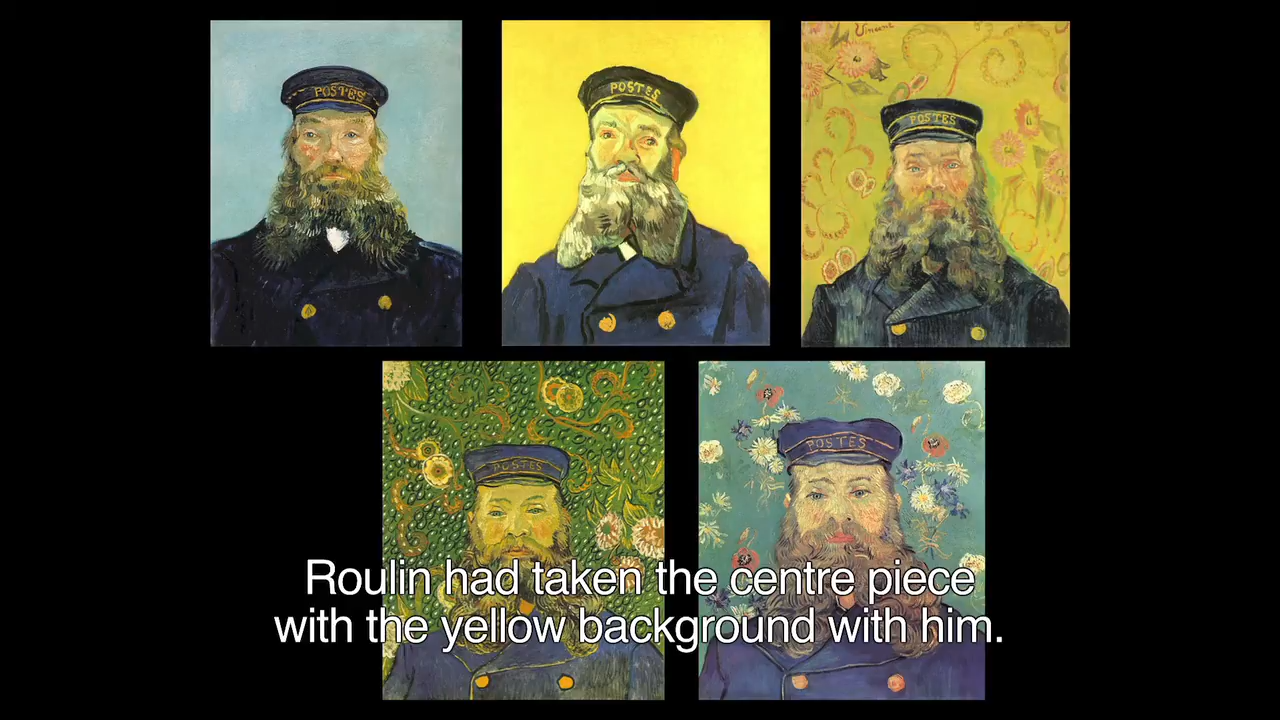 POSTES
POSTES
Vincent
POSTES
POSTES
POSTES
Roulin had taken the centre piece
with the yellow background with him.